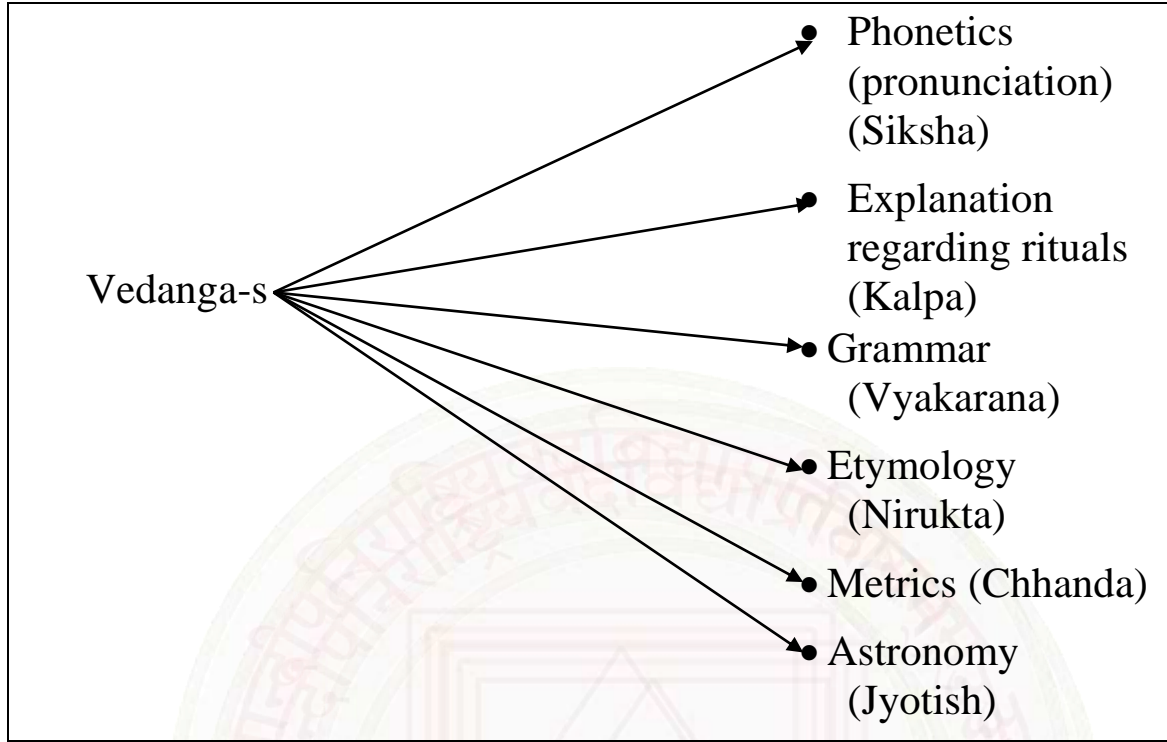 Vedanga-s
• Phonetics
(pronunciation)
(Siksha)
• Explanation
regarding rituals
(Kalpa)
• Grammar
(Vyakarana)
• Etymology
(Nirukta)
• Metrics (Chhanda)
• Astronomy
(Jyotish)